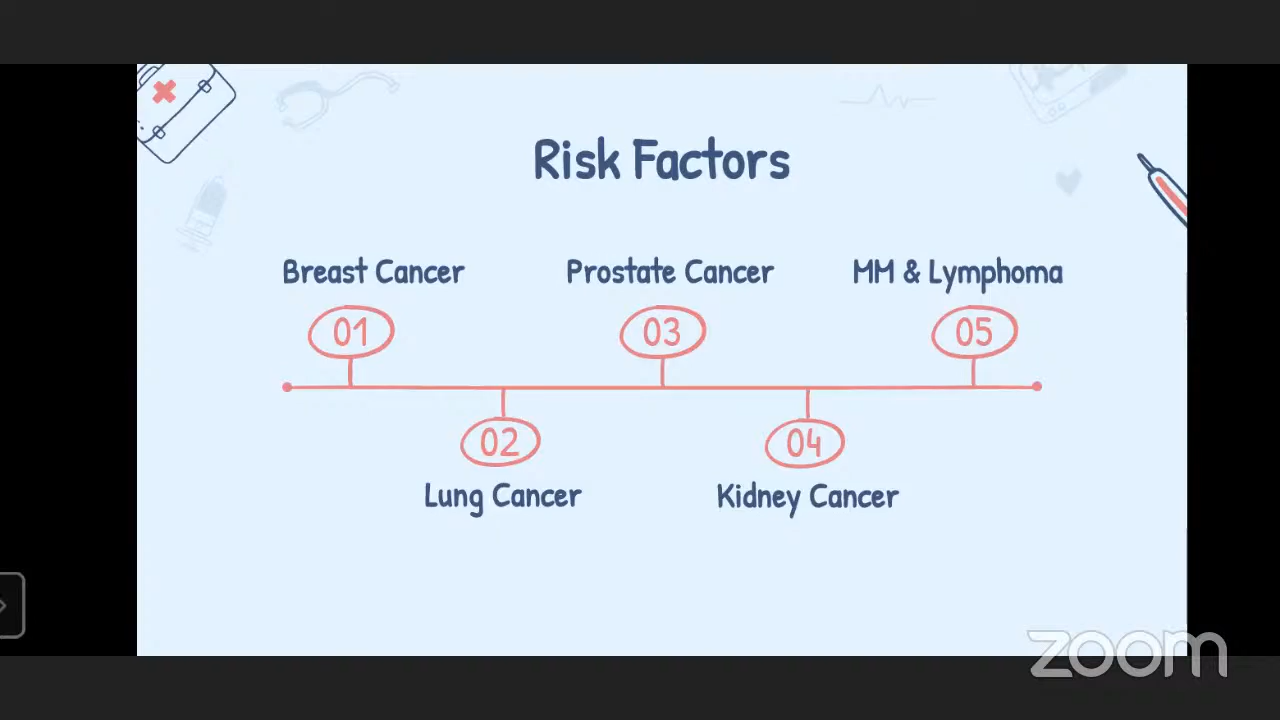 Risk Factors
Breast Cancer
Prostate Cancer
MM & Lymphoma
01
03
05
02
04
Lung Cancer
Kidney Cancer
zoom